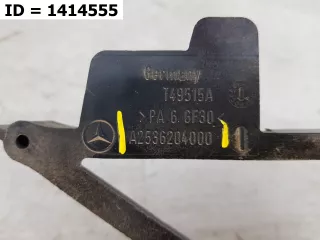 ID = 1414555
Germany
T49515A
>PA 6 GF30<
A2536204000